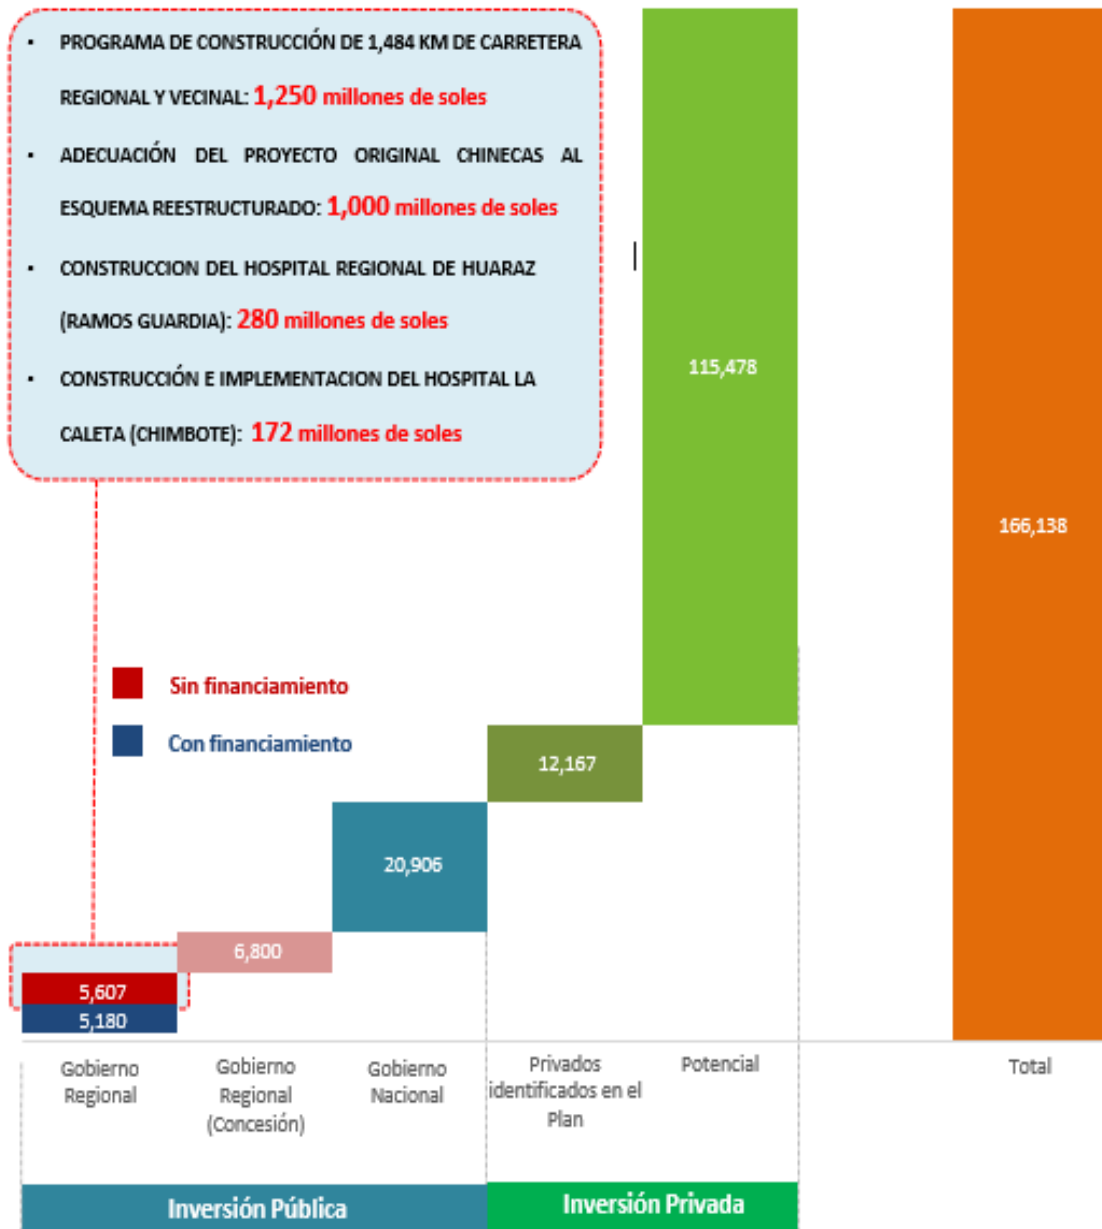 • PROGRAMA DE CONSTRUCCIÓN DE 1,484 KM DE CARRETERA
REGIONAL Y VECINAL: 1,250 millones de soles
• ADECUACIÓN DEL PROYECTO ORIGINAL CHINECAS AL
ESQUEMA REESTRUCTURADO: 1,000 millones de soles
• CONSTRUCCION DEL HOSPITAL REGIONAL DE HUARAZ
(RAMOS GUARDIA): 280 millones de soles
• CONSTRUCCIÓN E IMPLEMENTACION DEL HOSPITAL LA
CALETA (CHIMBOTE): 172 millones de soles
115,478
166,138
Sin financiamiento
Con financiamiento
12,167
20,906
6,800
5,607
5,180
Gobierno
Regional
Gobierno
Regional
(Concesión)
Gobierno
Nacional
Privados
identificados en el
Plan
Potencial
Total
Inversión Pública
Inversión Privada